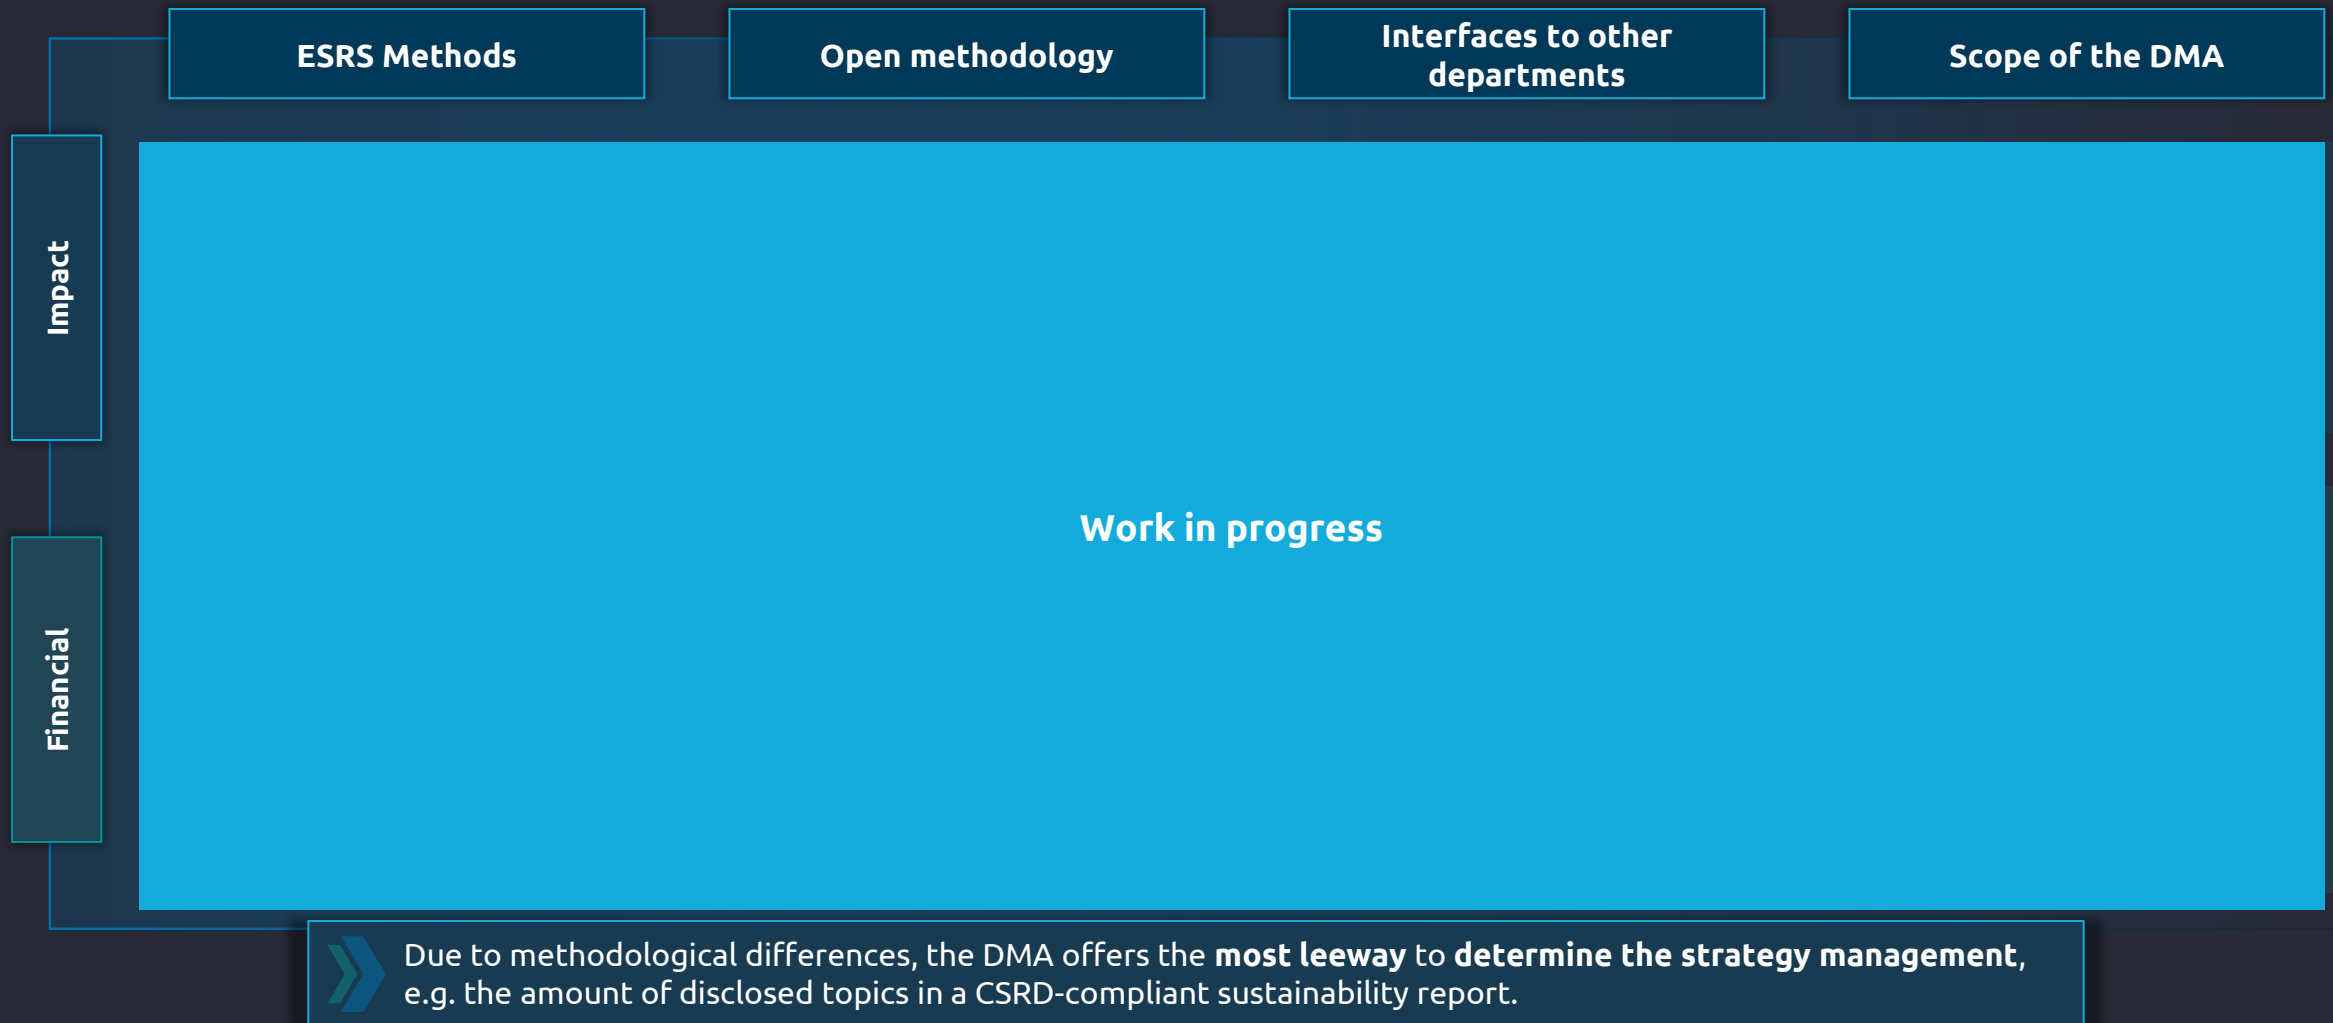 ESRS Methods
Open methodology
Interfaces to other
departments
Scope of the DMA
Impact
Work in progress
Financial
Due to methodological differences, the DMA offers the most leeway to determine the strategy management,
e.g. the amount of disclosed topics in a CSRD-compliant sustainability report.